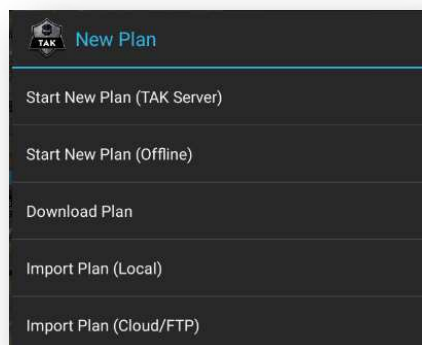 TAK
New Plan
Start New Plan (TAK Server)
Start New Plan (Offline)
Download Plan
Import Plan (Local)
Import Plan (Cloud/FTP)